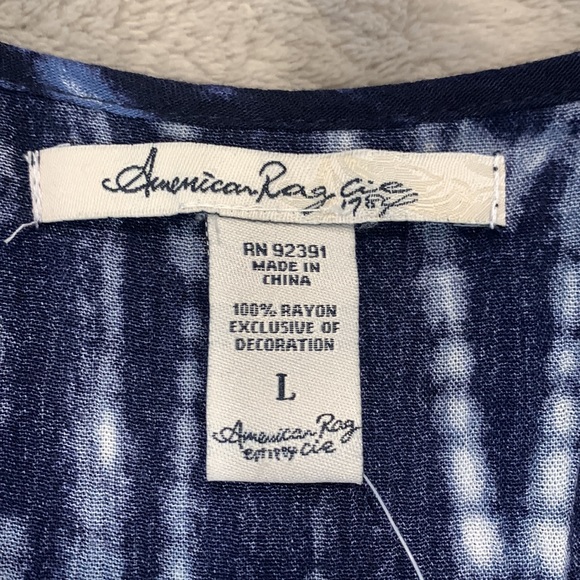 American Rag Cie
1984
RN 92391
MADE IN
CHINA
100% RAYON
EXCLUSIVE OF
DECORATION
L
American Rag
Cie